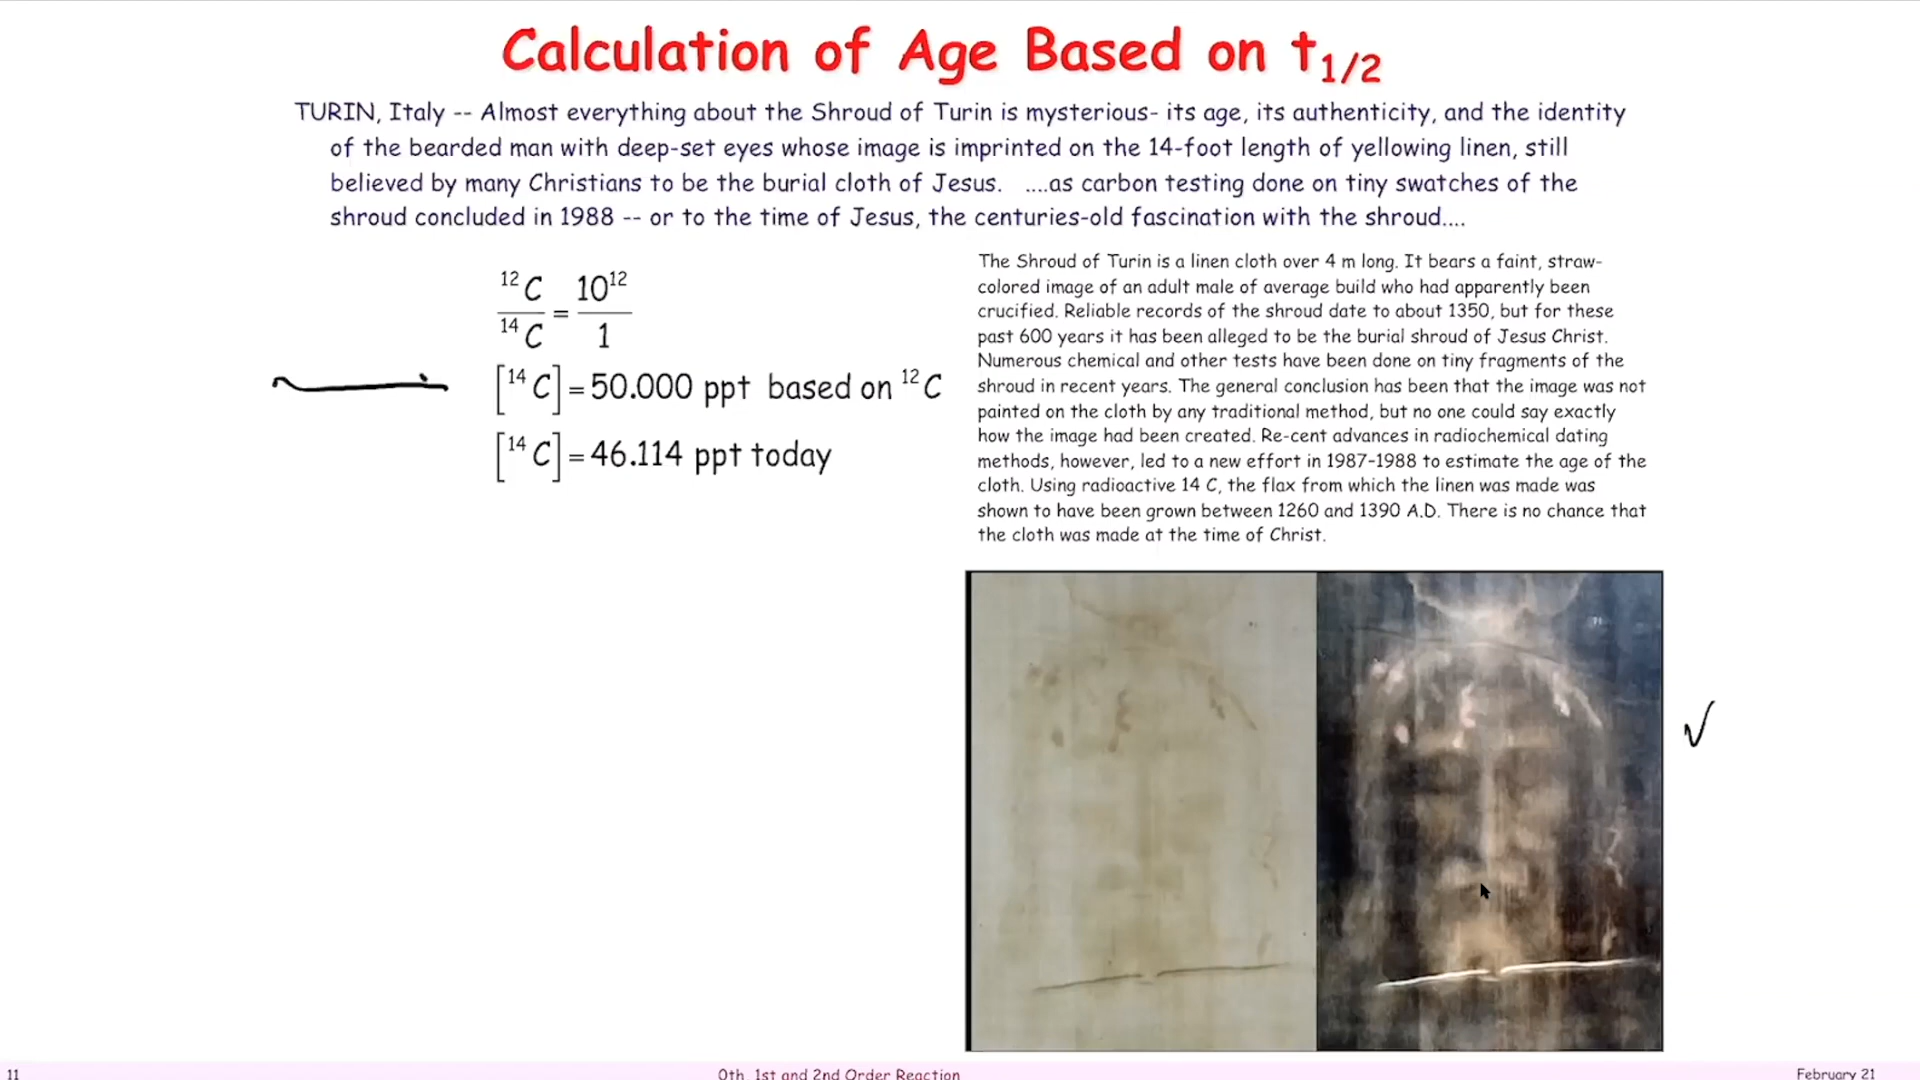 Calculation of Age Based on t1/2
TURIN, Italy -- Almost everything about the Shroud of Turin is mysterious- its age, its authenticity, and the identity
of the bearded man with deep-set eyes whose image is imprinted on the 14-foot length of yellowing linen, still
believed by many Christians to be the burial cloth of Jesus. ....as carbon testing done on tiny swatches of the
shroud concluded in 1988 -- or to the time of Jesus, the centuries-old fascination with the shroud....
12C/14C = 10^12/1
[14C] = 50.000 ppt based on 12C
[14C] = 46.114 ppt today
The Shroud of Turin is a linen cloth over 4 m long. It bears a faint, straw-
colored image of an adult male of average build who had apparently been
crucified. Reliable records of the shroud date to about 1350, but for these
past 600 years it has been alleged to be the burial shroud of Jesus Christ.
Numerous chemical and other tests have been done on tiny fragments of the
shroud in recent years. The general conclusion has been that the image was not
painted on the cloth by any traditional method, but no one could say exactly
how the image had been created. Re-cent advances in radiochemical dating
methods, however, led to a new effort in 1987-1988 to estimate the age of the
cloth. Using radioactive 14 C, the flax from which the linen was made was
shown to have been grown between 1260 and 1390 A.D. There is no chance that
the cloth was made at the time of Christ.
11
0th, 1st and 2nd Order Reaction
February 21